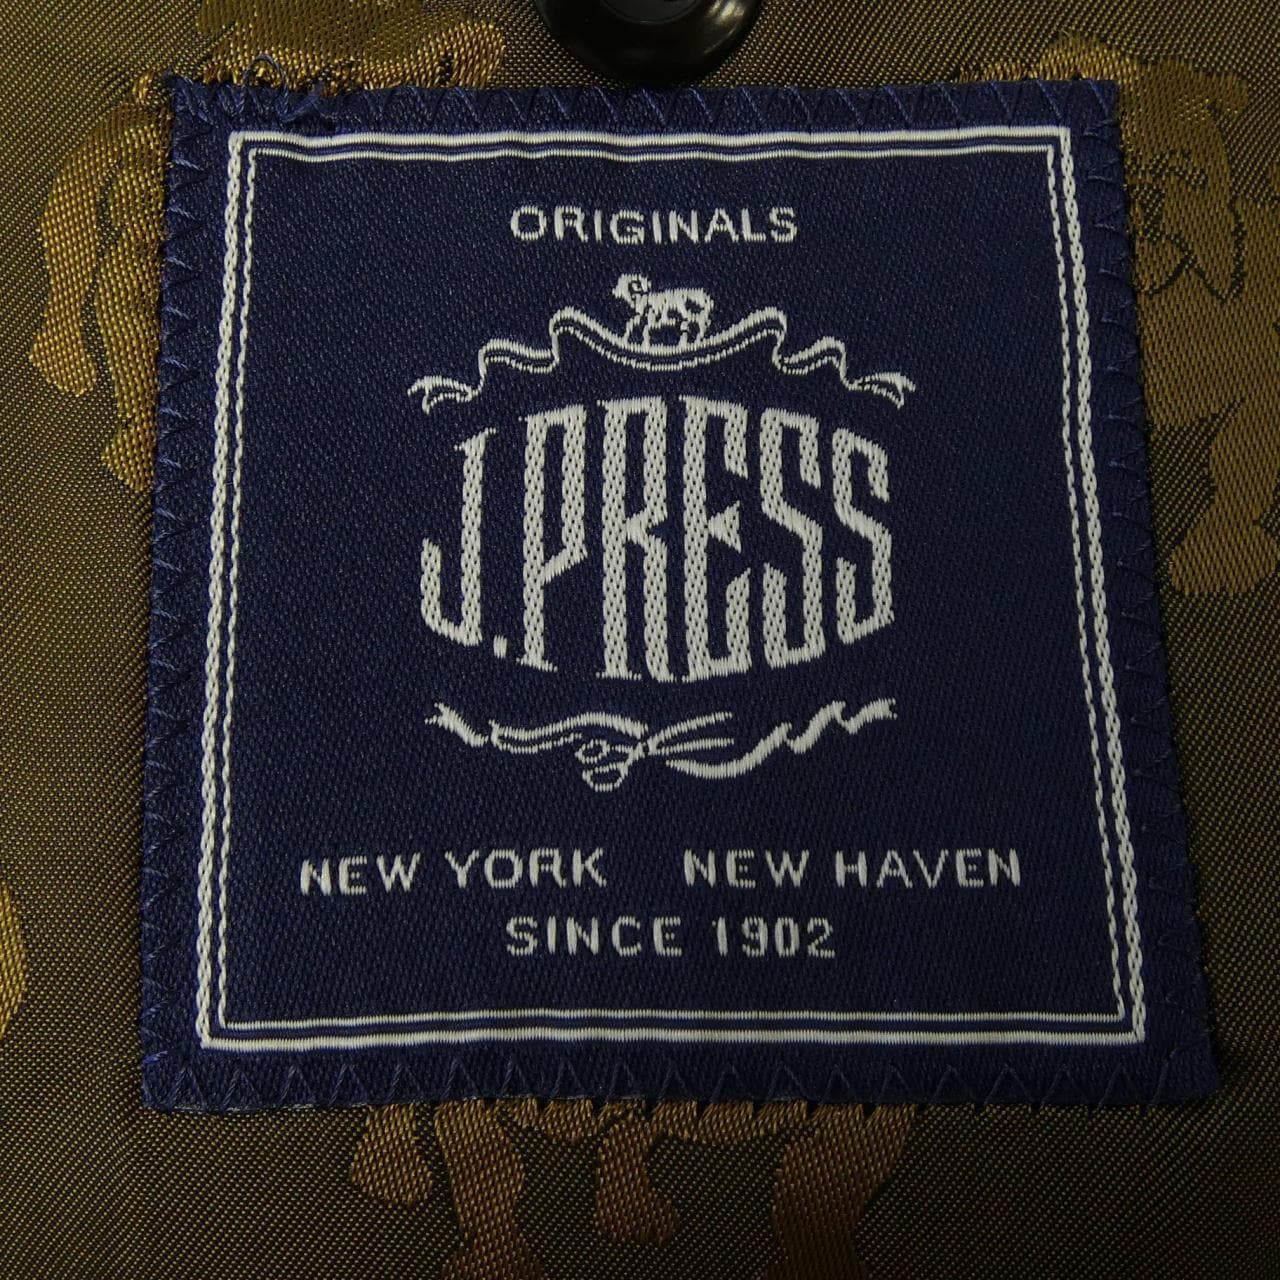 ORIGINALS
J.PRESS
NEW YORK NEW HAVEN
SINCE 1902